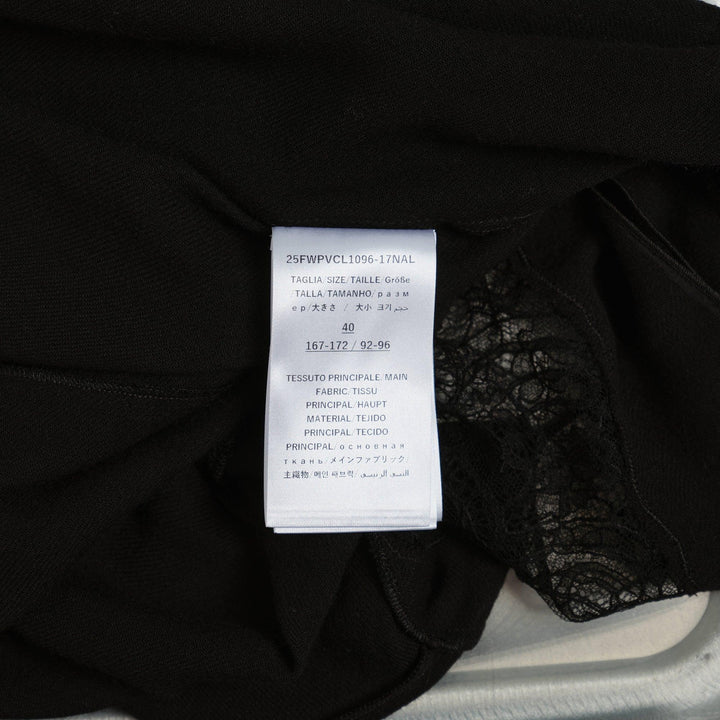 25FWPVCL1096-17NAL
TAGLIA/SIZE/TAILLE/Größe
/TALLA/TAMANHO/разм
ер/大きさ / 大小 크기/حجم
40
167-172 / 92-96
TESSUTO PRINCIPALE/MAIN
FABRIC/TISSU
PRINCIPAL/HAUPT
MATERIAL/TEJIDO
PRINCIPAL/TECIDO
PRINCIPAL/основная
ткань/メインファブリック/
主織物/메인 패브릭/النسيج الرئيسي